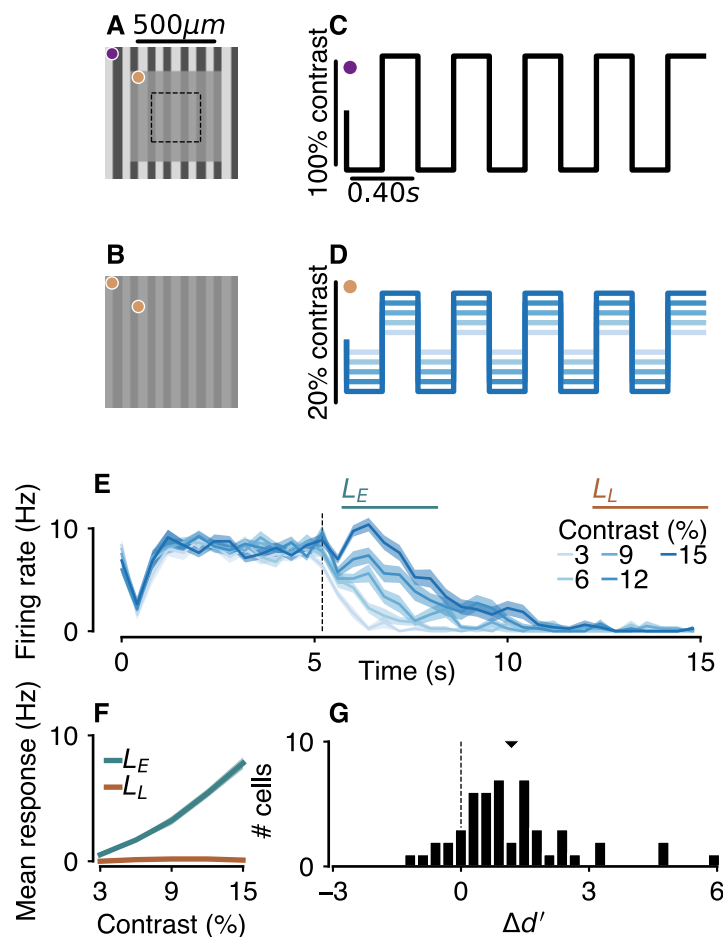 A
500μm
B
C
100% contrast
0.40s
D
20% contrast
E
Firing rate (Hz)
10
0
L_E
L_L
Contrast (%)
3
9
15
6
12
0
5
10
15
Time (s)
F
Mean response (Hz)
10
0
L_E
L_L
3
9
15
Contrast (%)
G
# cells
10
0
−3
0
3
6
Δd′